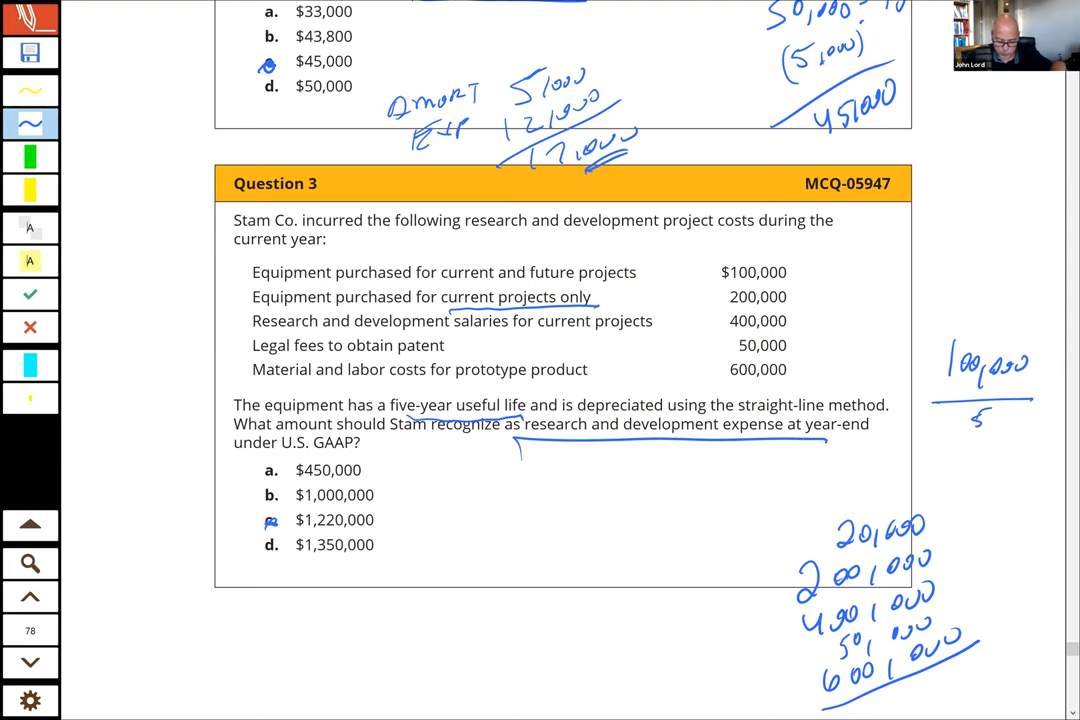 a. $33,000
b. $43,800
$45,000
d. $50,000
50,000
(5,000)
45,000
AMORT 5,000
EXP 12,000
17,000
John Lord
Question 3 MCQ-05947
Stam Co. incurred the following research and development project costs during the
current year:
Equipment purchased for current and future projects $100,000
Equipment purchased for current projects only 200,000
Research and development salaries for current projects 400,000
Legal fees to obtain patent 50,000
Material and labor costs for prototype product 600,000
The equipment has a five-year useful life and is depreciated using the straight-line method.
What amount should Stam recognize as research and development expense at year-end
under U.S. GAAP?
a. $450,000
b. $1,000,000
$1,220,000
d. $1,350,000
100,000
5
20,000
200,000
400,000
50,000
600,000
A
A
78